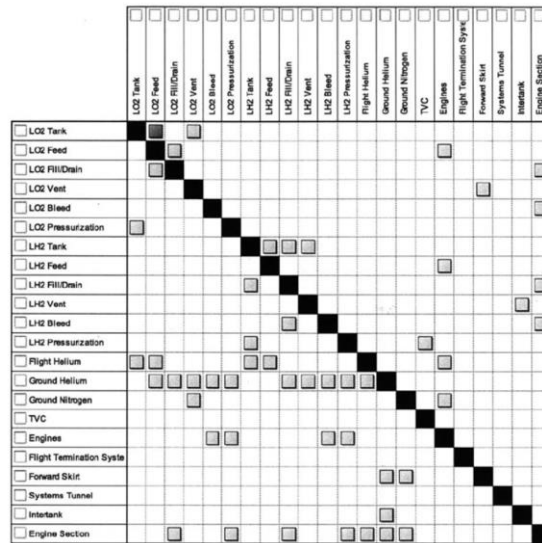 LO2 Tank
LO2 Feed
LO2 Fill/Drain
LO2 Vent
LO2 Bleed
LO2 Pressurization
LH2 Tank
LH2 Feed
LH2 Fill/Drain
LH2 Vent
LH2 Bleed
LH2 Pressurization
Flight Helium
Ground Helium
Ground Nitrogen
TVC
Engines
Flight Termination Syste
Forward Skirt
Systems Tunnel
Intertank
Engine Section
LO2 Tank
LO2 Feed
LO2 Fill/Drain
LO2 Vent
LO2 Bleed
LO2 Pressurization
LH2 Tank
LH2 Feed
LH2 Fill/Drain
LH2 Vent
LH2 Bleed
LH2 Pressurization
Flight Helium
Ground Helium
Ground Nitrogen
TVC
Engines
Flight Termination Syste
Forward Skirt
Systems Tunnel
Intertank
Engine Section